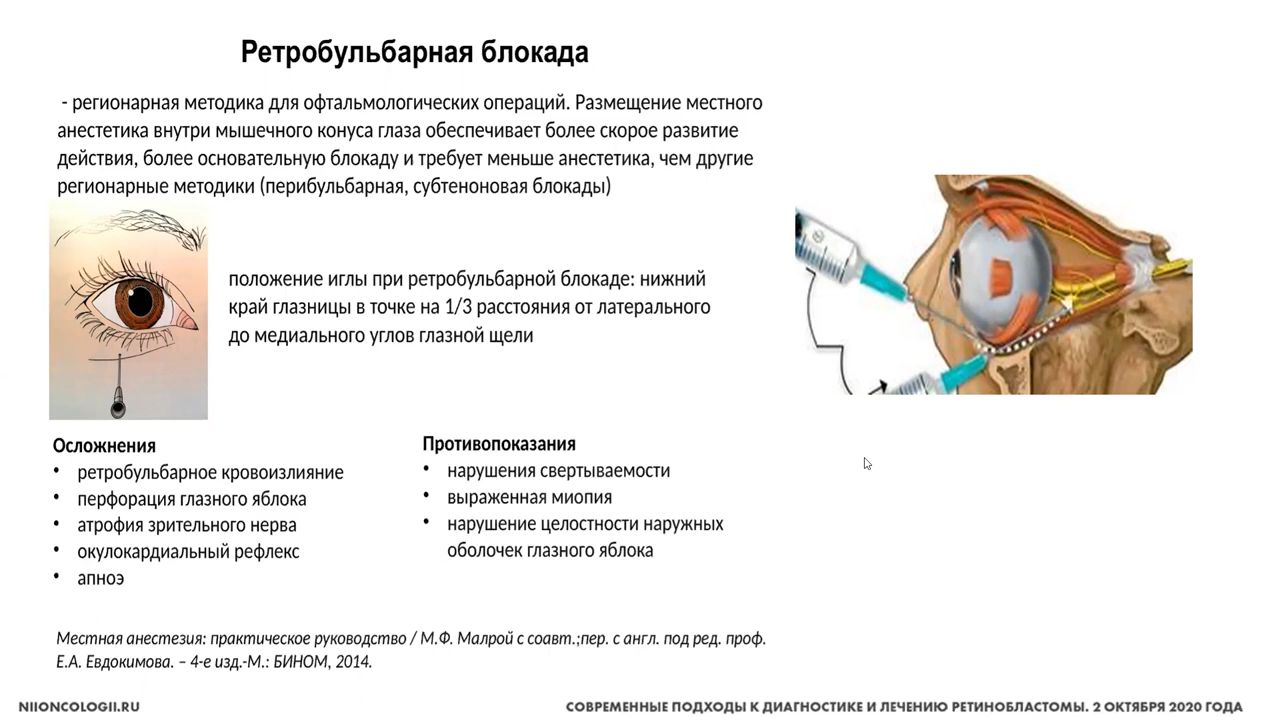 Ретробульбарная блокада
- регионарная методика для офтальмологических операций. Размещение местного
анестетика внутри мышечного конуса глаза обеспечивает более скорое развитие
действия, более основательную блокаду и требует меньше анестетика, чем другие
регионарные методики (перибульбарная, субтеноновая блокады)
положение иглы при ретробульбарной блокаде: нижний
край глазницы в точке на 1/3 расстояния от латерального
до медиального углов глазной щели
Осложнения
• ретробульбарное кровоизлияние
• перфорация глазного яблока
• атрофия зрительного нерва
• окулокардиальный рефлекс
• апноэ
Противопоказания
• нарушения свертываемости
• выраженная миопия
• нарушение целостности наружных
оболочек глазного яблока
Местная анестезия: практическое руководство / М.Ф. Малрой с соавт.;пер. с англ. под ред. проф.
Е.А. Евдокимова. – 4-е изд.-М.: БИНОМ, 2014.
NIIONCOLOGII.RU
СОВРЕМЕННЫЕ ПОДХОДЫ К ДИАГНОСТИКЕ И ЛЕЧЕНИЮ РЕТИНОБЛАСТОМЫ. 2 ОКТЯБРЯ 2020 ГОДА